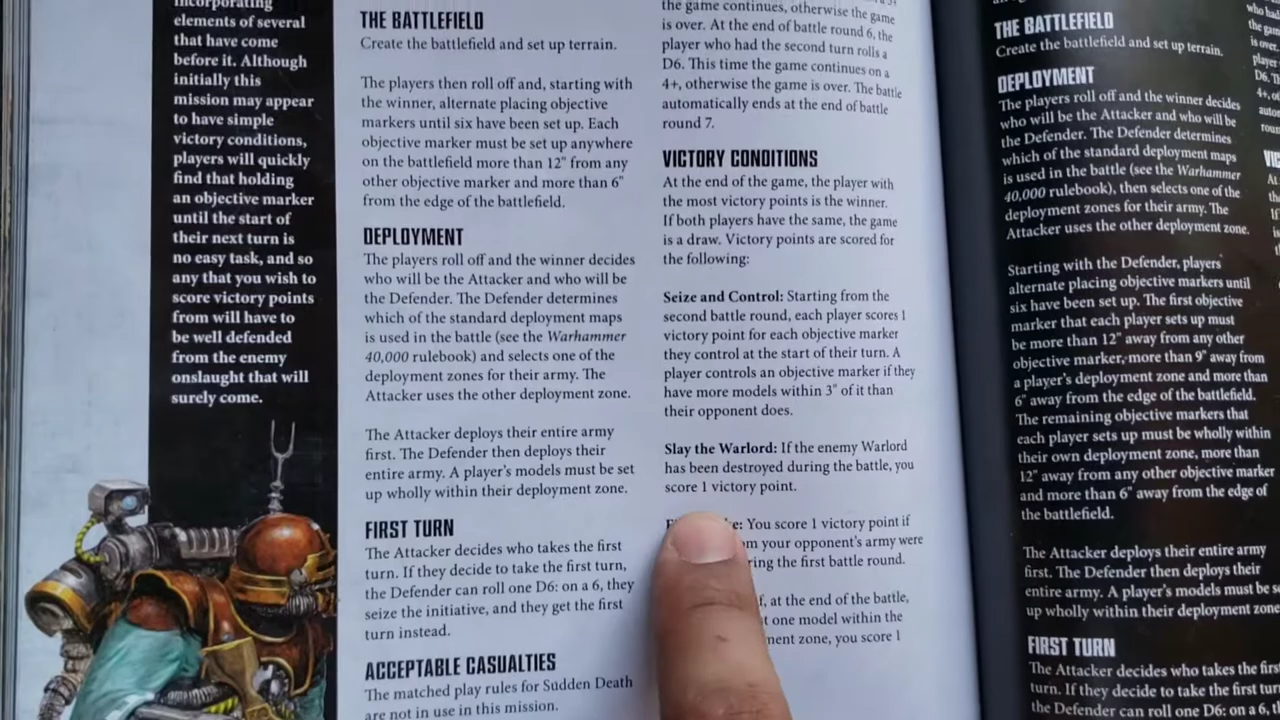 incorporating
elements of several
that have come
before it. Although
initially this
mission may appear
to have simple
victory conditions,
players will quickly
find that holding
an objective marker
until the start of
their next turn is
no easy task, and so
any that you wish to
score victory points
from will have to
be well defended
from the enemy
onslaught that will
surely come.
THE BATTLEFIELD
Create the battlefield and set up terrain.
The players then roll off and, starting with
the winner, alternate placing objective
markers until six have been set up. Each
objective marker must be set up anywhere
on the battlefield more than 12" from any
other objective marker and more than 6"
from the edge of the battlefield.
DEPLOYMENT
The players roll off and the winner decides
who will be the Attacker and who will be
the Defender. The Defender determines
which of the standard deployment maps
is used in the battle (see the Warhammer
40,000 rulebook) and selects one of the
deployment zones for their army. The
Attacker uses the other deployment zone.
The Attacker deploys their entire army
first. The Defender then deploys their
entire army. A player's models must be set
up wholly within their deployment zone.
FIRST TURN
The Attacker decides who takes the first
turn. If they decide to take the first turn,
the Defender can roll one D6: on a 6, they
seize the initiative, and they get the first
turn instead.
ACCEPTABLE CASUALTIES
The matched play rules for Sudden Death
are not in use in this mission.
the game continues, otherwise the game
is over. At the end of battle round 6, the
player who had the second turn rolls a
D6. This time the game continues on a
4+, otherwise the game is over. The battle
automatically ends at the end of battle
round 7.
VICTORY CONDITIONS
At the end of the game, the player with
the most victory points is the winner.
If both players have the same, the game
is a draw. Victory points are scored for
the following:
Seize and Control: Starting from the
second battle round, each player scores 1
victory point for each objective marker
they control at the start of their turn. A
player controls an objective marker if they
have more models within 3" of it than
their opponent does.
Slay the Warlord: If the enemy Warlord
has been destroyed during the battle, you
score 1 victory point.
You score 1 victory point if
your opponent's army were
the first battle round.
at the end of the battle,
one model within the
zone, you score 1
THE BATTLEFIELD
Create the battlefield and set up terrain.
DEPLOYMENT
The players roll off and the winner decides
who will be the Attacker and who will be
the Defender. The Defender determines
which of the standard deployment maps
is used in the battle (see the Warhammer
40,000 rulebook), then selects one of the
deployment zones for their army. The
Attacker uses the other deployment zone.
Starting with the Defender, players
alternate placing objective markers until
six have been set up. The first objective
marker that each player sets up must
be more than 12" away from any other
objective marker, more than 9" away from
a player's deployment zone and more than
6" away from the edge of the battlefield.
The remaining objective markers that
each player sets up must be wholly within
their own deployment zone, more than
12" away from any other objective marker
and more than 6" away from the edge of
the battlefield.
The Attacker deploys their entire army
first. The Defender then deploys their
entire army. A player's models must be
up wholly within their deployment zone
FIRST TURN
The Attacker decides who takes the
turn. If they decide to take the first
the Defender can roll one D6: on a 6,
who had
the
is over
D6.
4+,